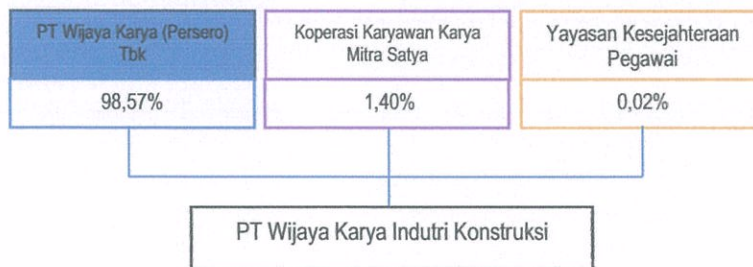 PT Wijaya Karya (Persero)
Tbk
98,57%
Koperasi Karyawan Karya
Mitra Satya
1,40%
Yayasan Kesejahteraan
Pegawai
0,02%
PT Wijaya Karya Indutri Konstruksi